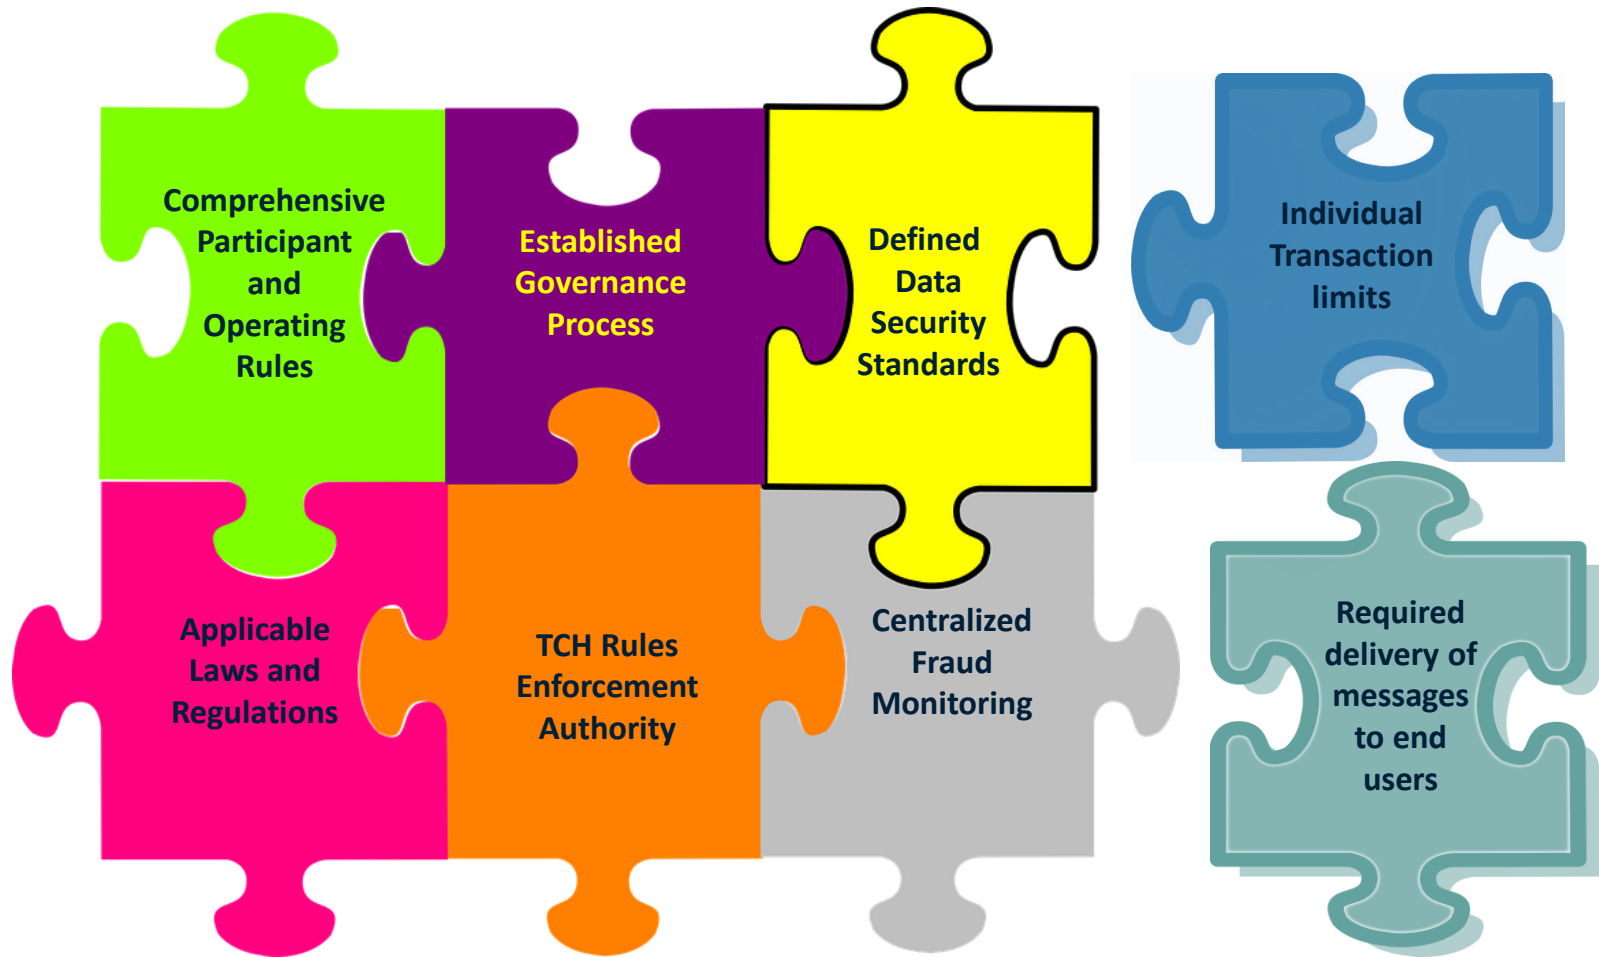 Comprehensive
Participant
and
Operating
Rules
Established
Governance
Process
Defined
Data
Security
Standards
Individual
Transaction
limits
Applicable
Laws and
Regulations
TCH Rules
Enforcement
Authority
Centralized
Fraud
Monitoring
Required
delivery of
messages
to end
users